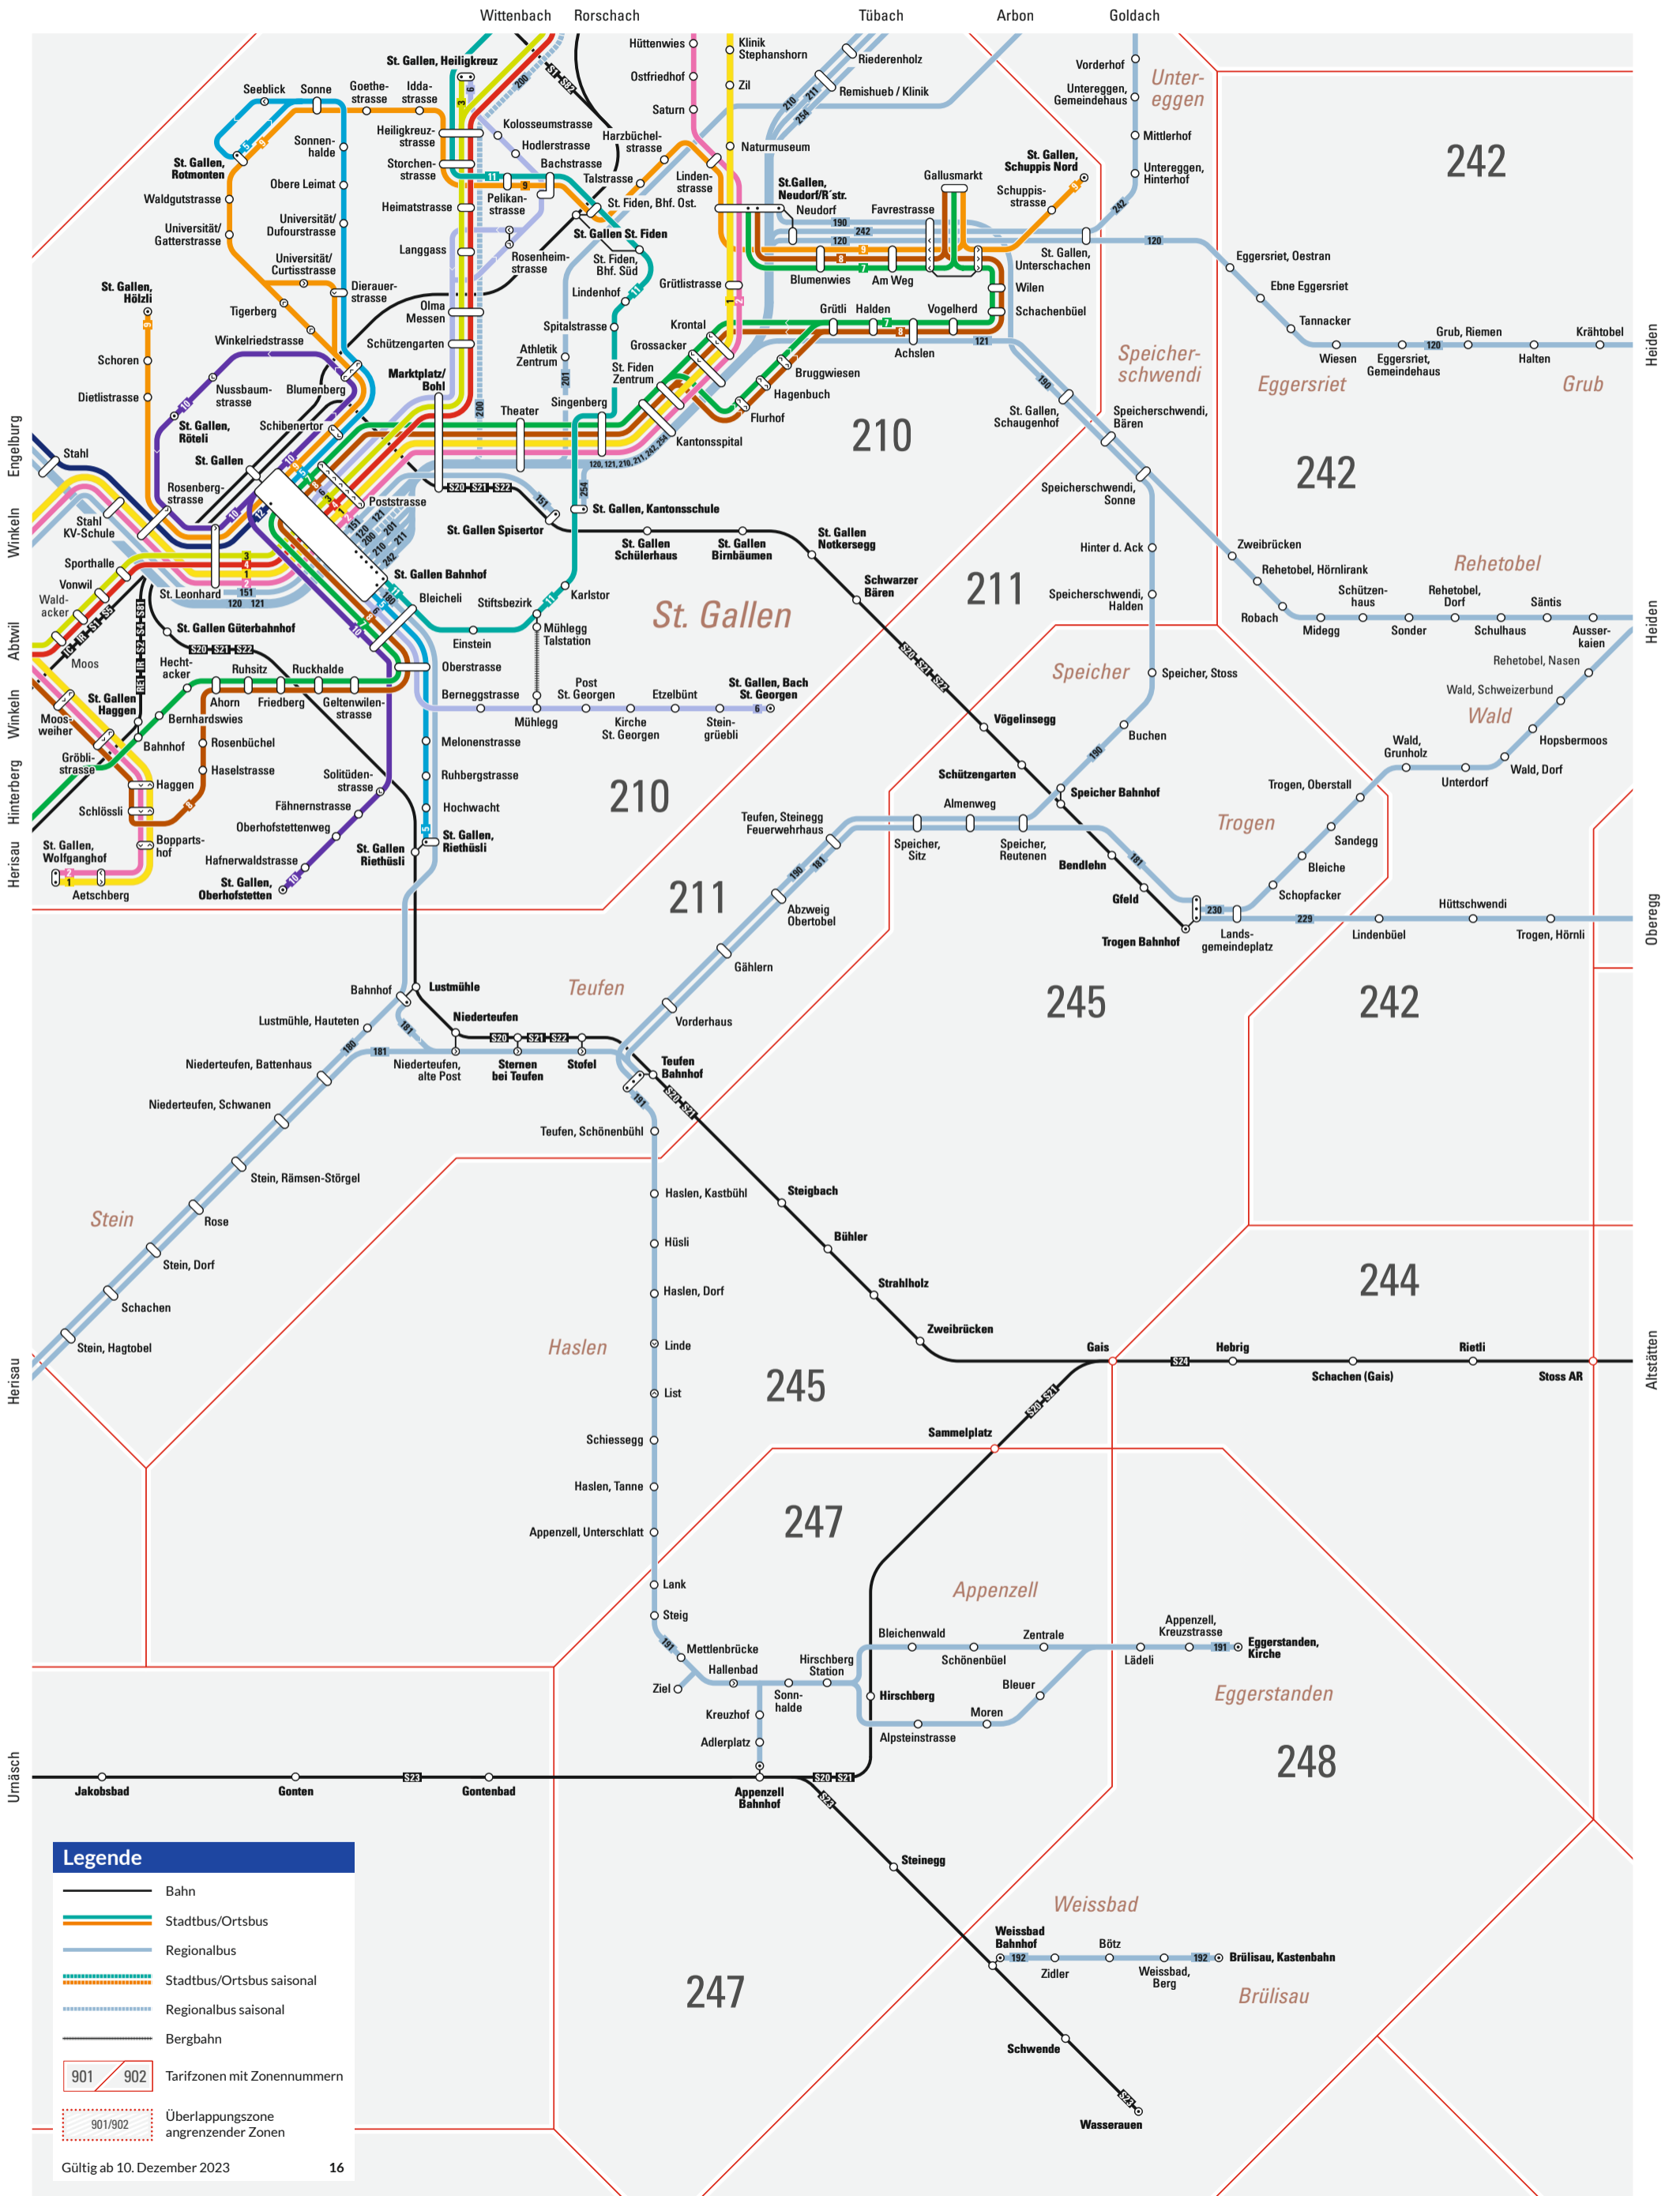 Wittenbach
Rorschach
Tübach
Arbon
Goldach
Engelburg
Winkeln
Abtwil
Winkeln
Hinterberg
Herisau
Herisau
Urnäsch
Heiden
Heiden
Oberegg
Altstätten
St. Gallen, Heiligkreuz
Seeblick
Sonne
Goethe-
strasse
Idda-
strasse
St. Gallen,
Rotmonten
Sonnen-
halde
Heiligkreuz-
strasse
Storchen-
strasse
Kolosseumstrasse
Hodlerstrasse
Bachstrasse
Harzbüchel-
strasse
Talstrasse
Linden-
strasse
Hüttenwies
Ostfriedhof
Saturn
Klinik
Stephanshorn
Zil
Naturmuseum
Riederenholz
Remishueb / Klinik
Vorderhof
Untereggen,
Gemeindehaus
Mittlerhof
Untereggen,
Hinterhof
Unter-
eggen
242
Waldgutstrasse
Obere Leimat
Universität/
Gatterstrasse
Universität/
Dufourstrasse
Universität/
Curtisstrasse
Heimatstrasse
Pelikan-
strasse
St. Fiden, Bhf. Ost.
St. Gallen St. Fiden
St. Fiden,
Bhf. Süd
Langgass
Rosenheim-
strasse
St.Gallen,
Neudorf/R´str.
Neudorf
Favrestrasse
Gallusmarkt
Schuppis-
strasse
St. Gallen,
Schuppis Nord
St. Gallen,
Unterschachen
Blumenwies
Am Weg
Wilen
Schachenbüel
Grütlistrasse
Grütli
Halden
Vogelherd
Achslen
St. Gallen,
Hölzli
Dierauer-
strasse
Tigerberg
Olma
Messen
Lindenhof
Spitalstrasse
Krontal
Grossacker
Bruggwiesen
Hagenbuch
Flurhof
Schoren
Winkelriedstrasse
Schützengarten
Athletik
Zentrum
St. Fiden
Zentrum
Marktplatz/
Bohl
Dietlistrasse
Nussbaum-
strasse
Blumenberg
St. Gallen,
Röteli
Schibenertor
Theater
Singenberg
Kantonsspital
Stahl
St. Gallen
Rosenberg-
strasse
Poststrasse
Stahl
KV-Schule
Sporthalle
Vonwil
Wald-
acker
Moos
St. Leonhard
St. Gallen Güterbahnhof
St. Gallen Bahnhof
St. Gallen Spisertor
St. Gallen, Kantonsschule
St. Gallen
Schülerhaus
St. Gallen
Birnbäumen
St. Gallen
Notkersegg
Schwarzer
Bären
Bleicheli
Stiftsbezirk
Karlstor
Mühlegg
Talstation
Einstein
St. Gallen
Oberstrasse
Berneggstrasse
Mühlegg
Post
St. Georgen
Kirche
St. Georgen
Etzelbünt
Stein-
grüebli
St. Gallen, Bach
St. Georgen
Melonenstrasse
Ruhbergstrasse
Hochwacht
St. Gallen,
Riethüsli
St. Gallen
Riethüsli
Hecht-
acker
Ruhsitz
Ruckhalde
Ahorn
Friedberg
Geltenwilen-
strasse
St. Gallen
Haggen
Moos-
weiher
Bernhardswies
Bahnhof
Gröbli-
strasse
Rosenbüchel
Haselstrasse
Haggen
Schlössli
Bopparts-
hof
St. Gallen,
Wolfganghof
Aetschberg
Solitüden-
strasse
Fähnernstrasse
Oberhofstettenweg
Hafnerwaldstrasse
St. Gallen,
Oberhofstetten
210
210
211
211
Eggersriet, Oestran
Ebne Eggersriet
Tannacker
Wiesen
Eggersriet,
Gemeindehaus
Grub, Riemen
Halten
Krähtobel
Eggersriet
Grub
Speicher-
schwendi
St. Gallen,
Schaugenhof
Speicherschwendi,
Bären
Speicherschwendi,
Sonne
Hinter d. Ack
Speicherschwendi,
Halden
Speicher, Stoss
Buchen
242
Zweibrücken
Rehetobel, Hörnlirank
Robach
Midegg
Schützen-
haus
Sonder
Rehetobel,
Dorf
Schulhaus
Säntis
Ausser-
kaien
Rehetobel
Rehetobel, Nasen
Wald, Schweizerbund
Wald
Hopsbermoos
Wald, Dorf
Unterdorf
Wald,
Grunholz
Trogen, Oberstall
Sandegg
Bleiche
Schopfacker
Trogen
Speicher
Vögelinsegg
Schützengarten
Speicher Bahnhof
Bendlehn
Gfeld
Trogen Bahnhof
Lands-
gemeindeplatz
Lindenbüel
Hüttschwendi
Trogen, Hörnli
Teufen, Steinegg
Feuerwehrhaus
Almenweg
Speicher,
Sitz
Speicher,
Reutenen
Abzweig
Obertobel
Gählern
Vorderhaus
245
242
Teufen
Bahnhof
Lustmühle
Lustmühle, Hauteten
Niederteufen
Niederteufen, Battenhaus
Niederteufen,
alte Post
Sternen
bei Teufen
Stofel
Teufen
Bahnhof
Niederteufen, Schwanen
Teufen, Schönenbühl
Stein, Rämsen-Störgel
Rose
Stein
Stein, Dorf
Schachen
Stein, Hagtobel
Haslen, Kastbühl
Hüsli
Haslen, Dorf
Linde
List
Schiessegg
Haslen, Tanne
Appenzell, Unterschlatt
Lank
Steig
Haslen
245
Steigbach
Bühler
Strahlholz
Zweibrücken
Gais
Hebrig
Schachen (Gais)
Rietli
Stoss AR
244
Sammelplatz
247
Appenzell
Mettlenbrücke
Hallenbad
Ziel
Hirschberg
Station
Sonn-
halde
Kreuzhof
Adlerplatz
Hirschberg
Bleichenwald
Schönenbüel
Zentrale
Bleuer
Moren
Alpsteinstrasse
Lädeli
Appenzell,
Kreuzstrasse
Eggerstanden,
Kirche
Eggerstanden
248
Jakobsbad
Gonten
Gontenbad
Appenzell
Bahnhof
Steinegg
Weissbad
Weissbad
Bahnhof
Zidler
Bötz
Weissbad,
Berg
Brülisau, Kastenbahn
Brülisau
247
Schwende
Wasserauen
Legende
Bahn
Stadtbus/Ortsbus
Regionalbus
Stadtbus/Ortsbus saisonal
Regionalbus saisonal
Bergbahn
901 902 Tarifzonen mit Zonennummern
901/902 Überlappungszone
angrenzender Zonen
Gültig ab 10. Dezember 2023 16